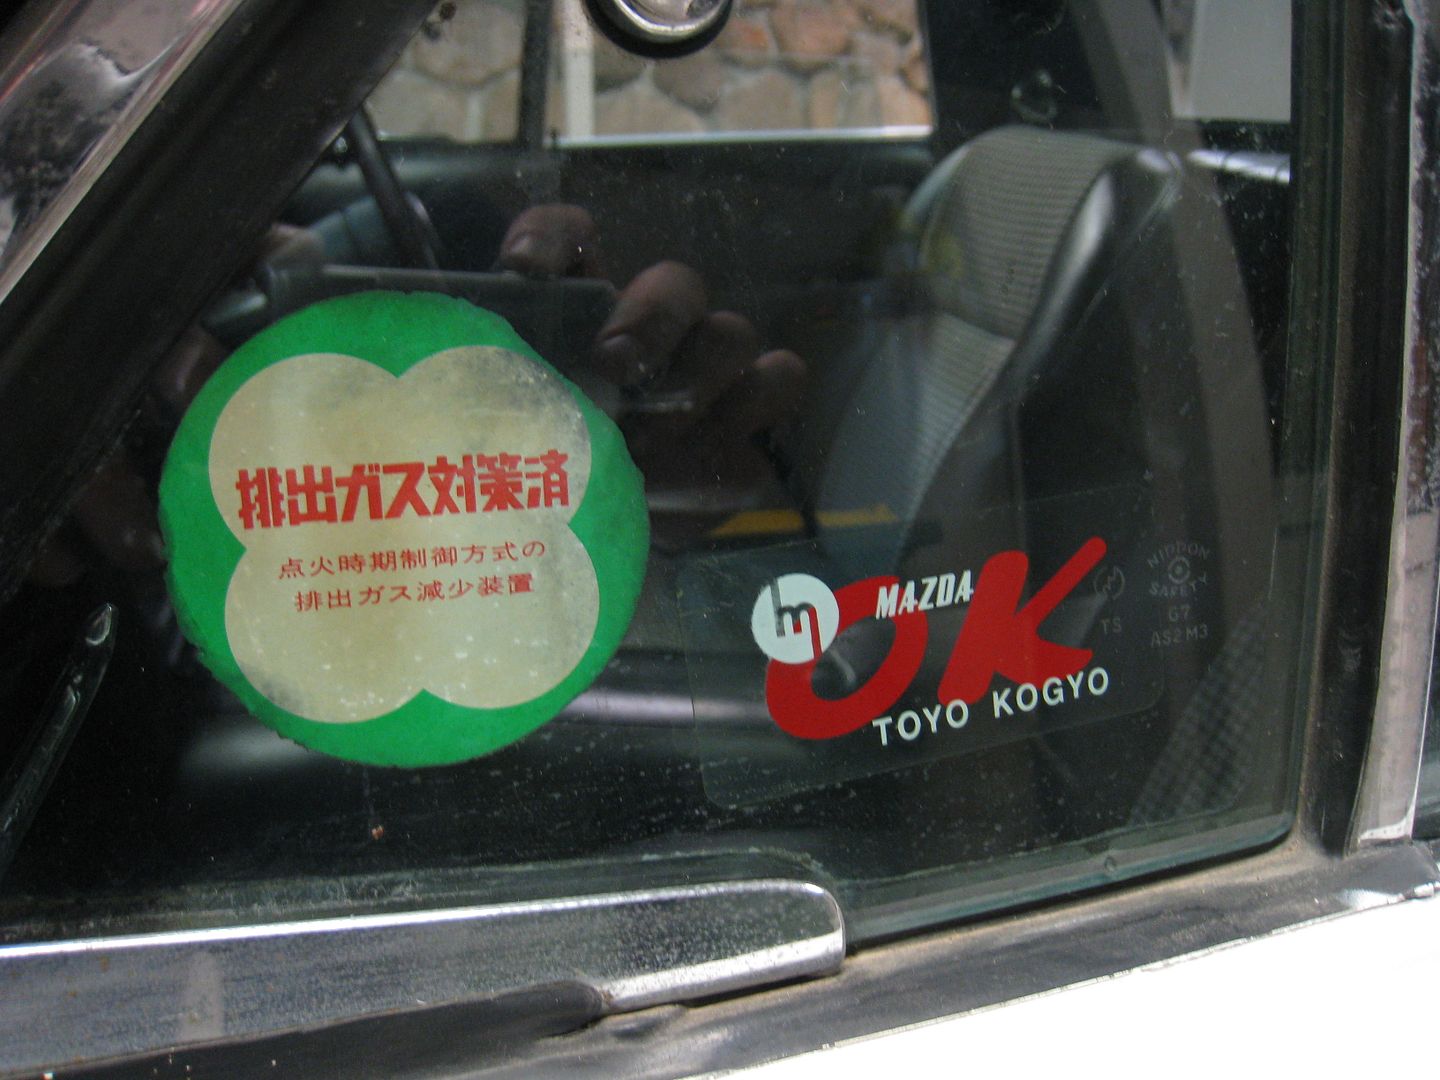 排出ガス対策済
点火時期制御方式の
排出ガス減少装置
m
MAZDA
OK
TOYO KOGYO
NIPPON
SAFETY
TS
G7
AS2 M3